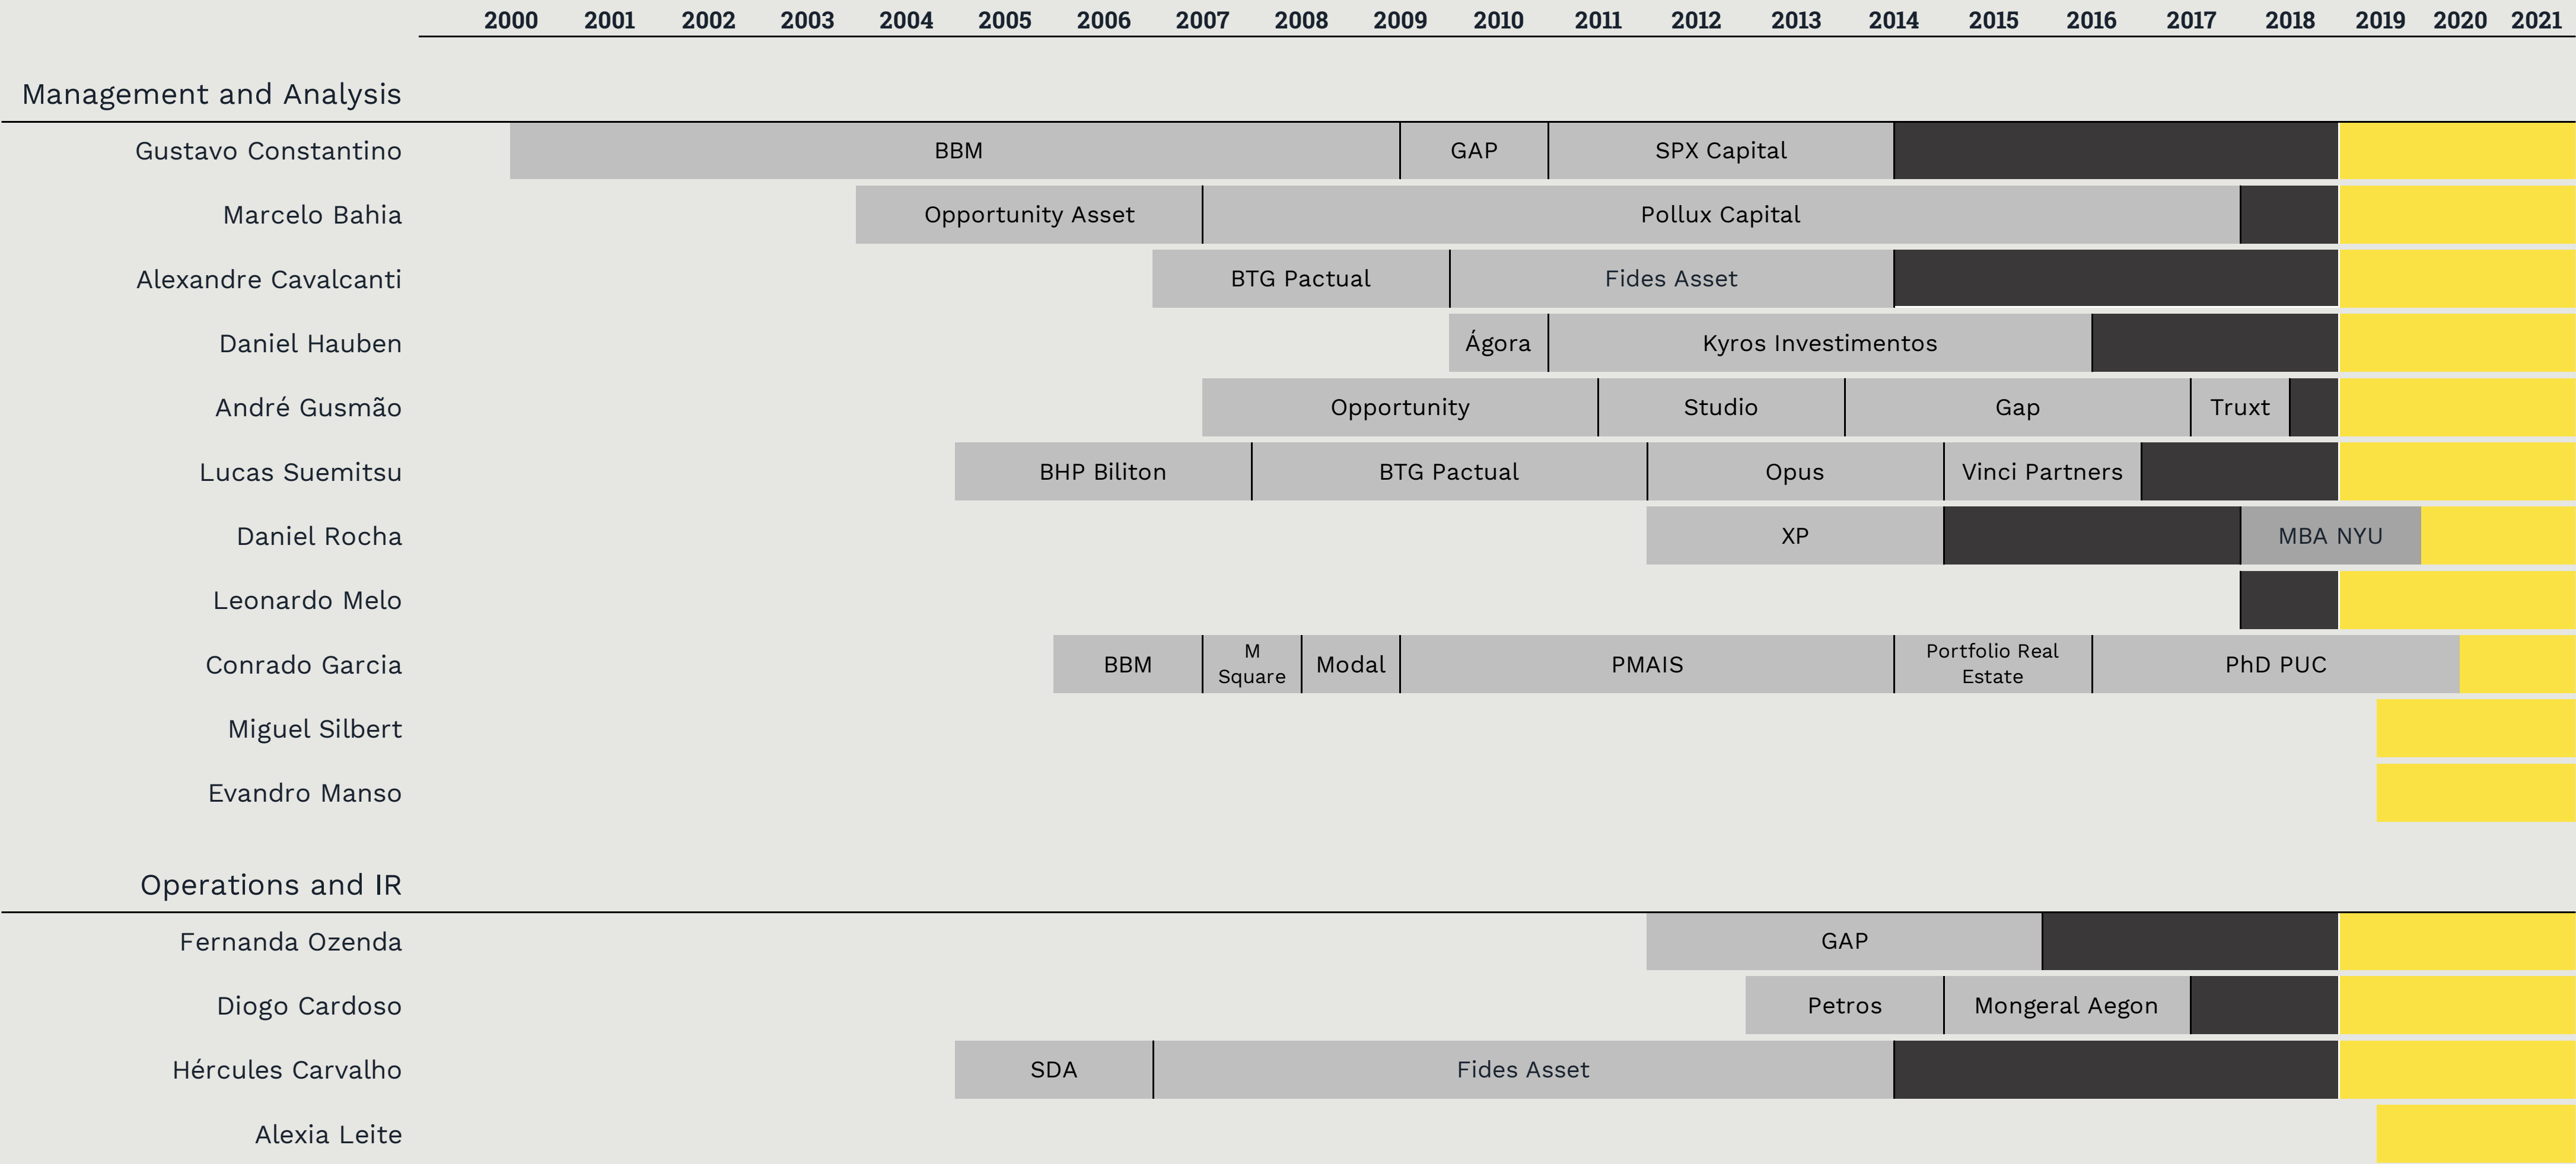 2000 2001 2002 2003 2004 2005 2006 2007 2008 2009 2010 2011 2012 2013 2014 2015 2016 2017 2018 2019 2020 2021
Management and Analysis
Gustavo Constantino BBM GAP SPX Capital
Marcelo Bahia Opportunity Asset Pollux Capital
Alexandre Cavalcanti BTG Pactual Fides Asset
Daniel Hauben Ágora Kyros Investimentos
André Gusmão Opportunity Studio Gap Truxt
Lucas Suemitsu BHP Biliton BTG Pactual Opus Vinci Partners
Daniel Rocha XP MBA NYU
Leonardo Melo
Conrado Garcia BBM M Square Modal PMAIS Portfolio Real Estate PhD PUC
Miguel Silbert
Evandro Manso
Operations and IR
Fernanda Ozenda GAP
Diogo Cardoso Petros Mongeral Aegon
Hércules Carvalho SDA Fides Asset
Alexia Leite